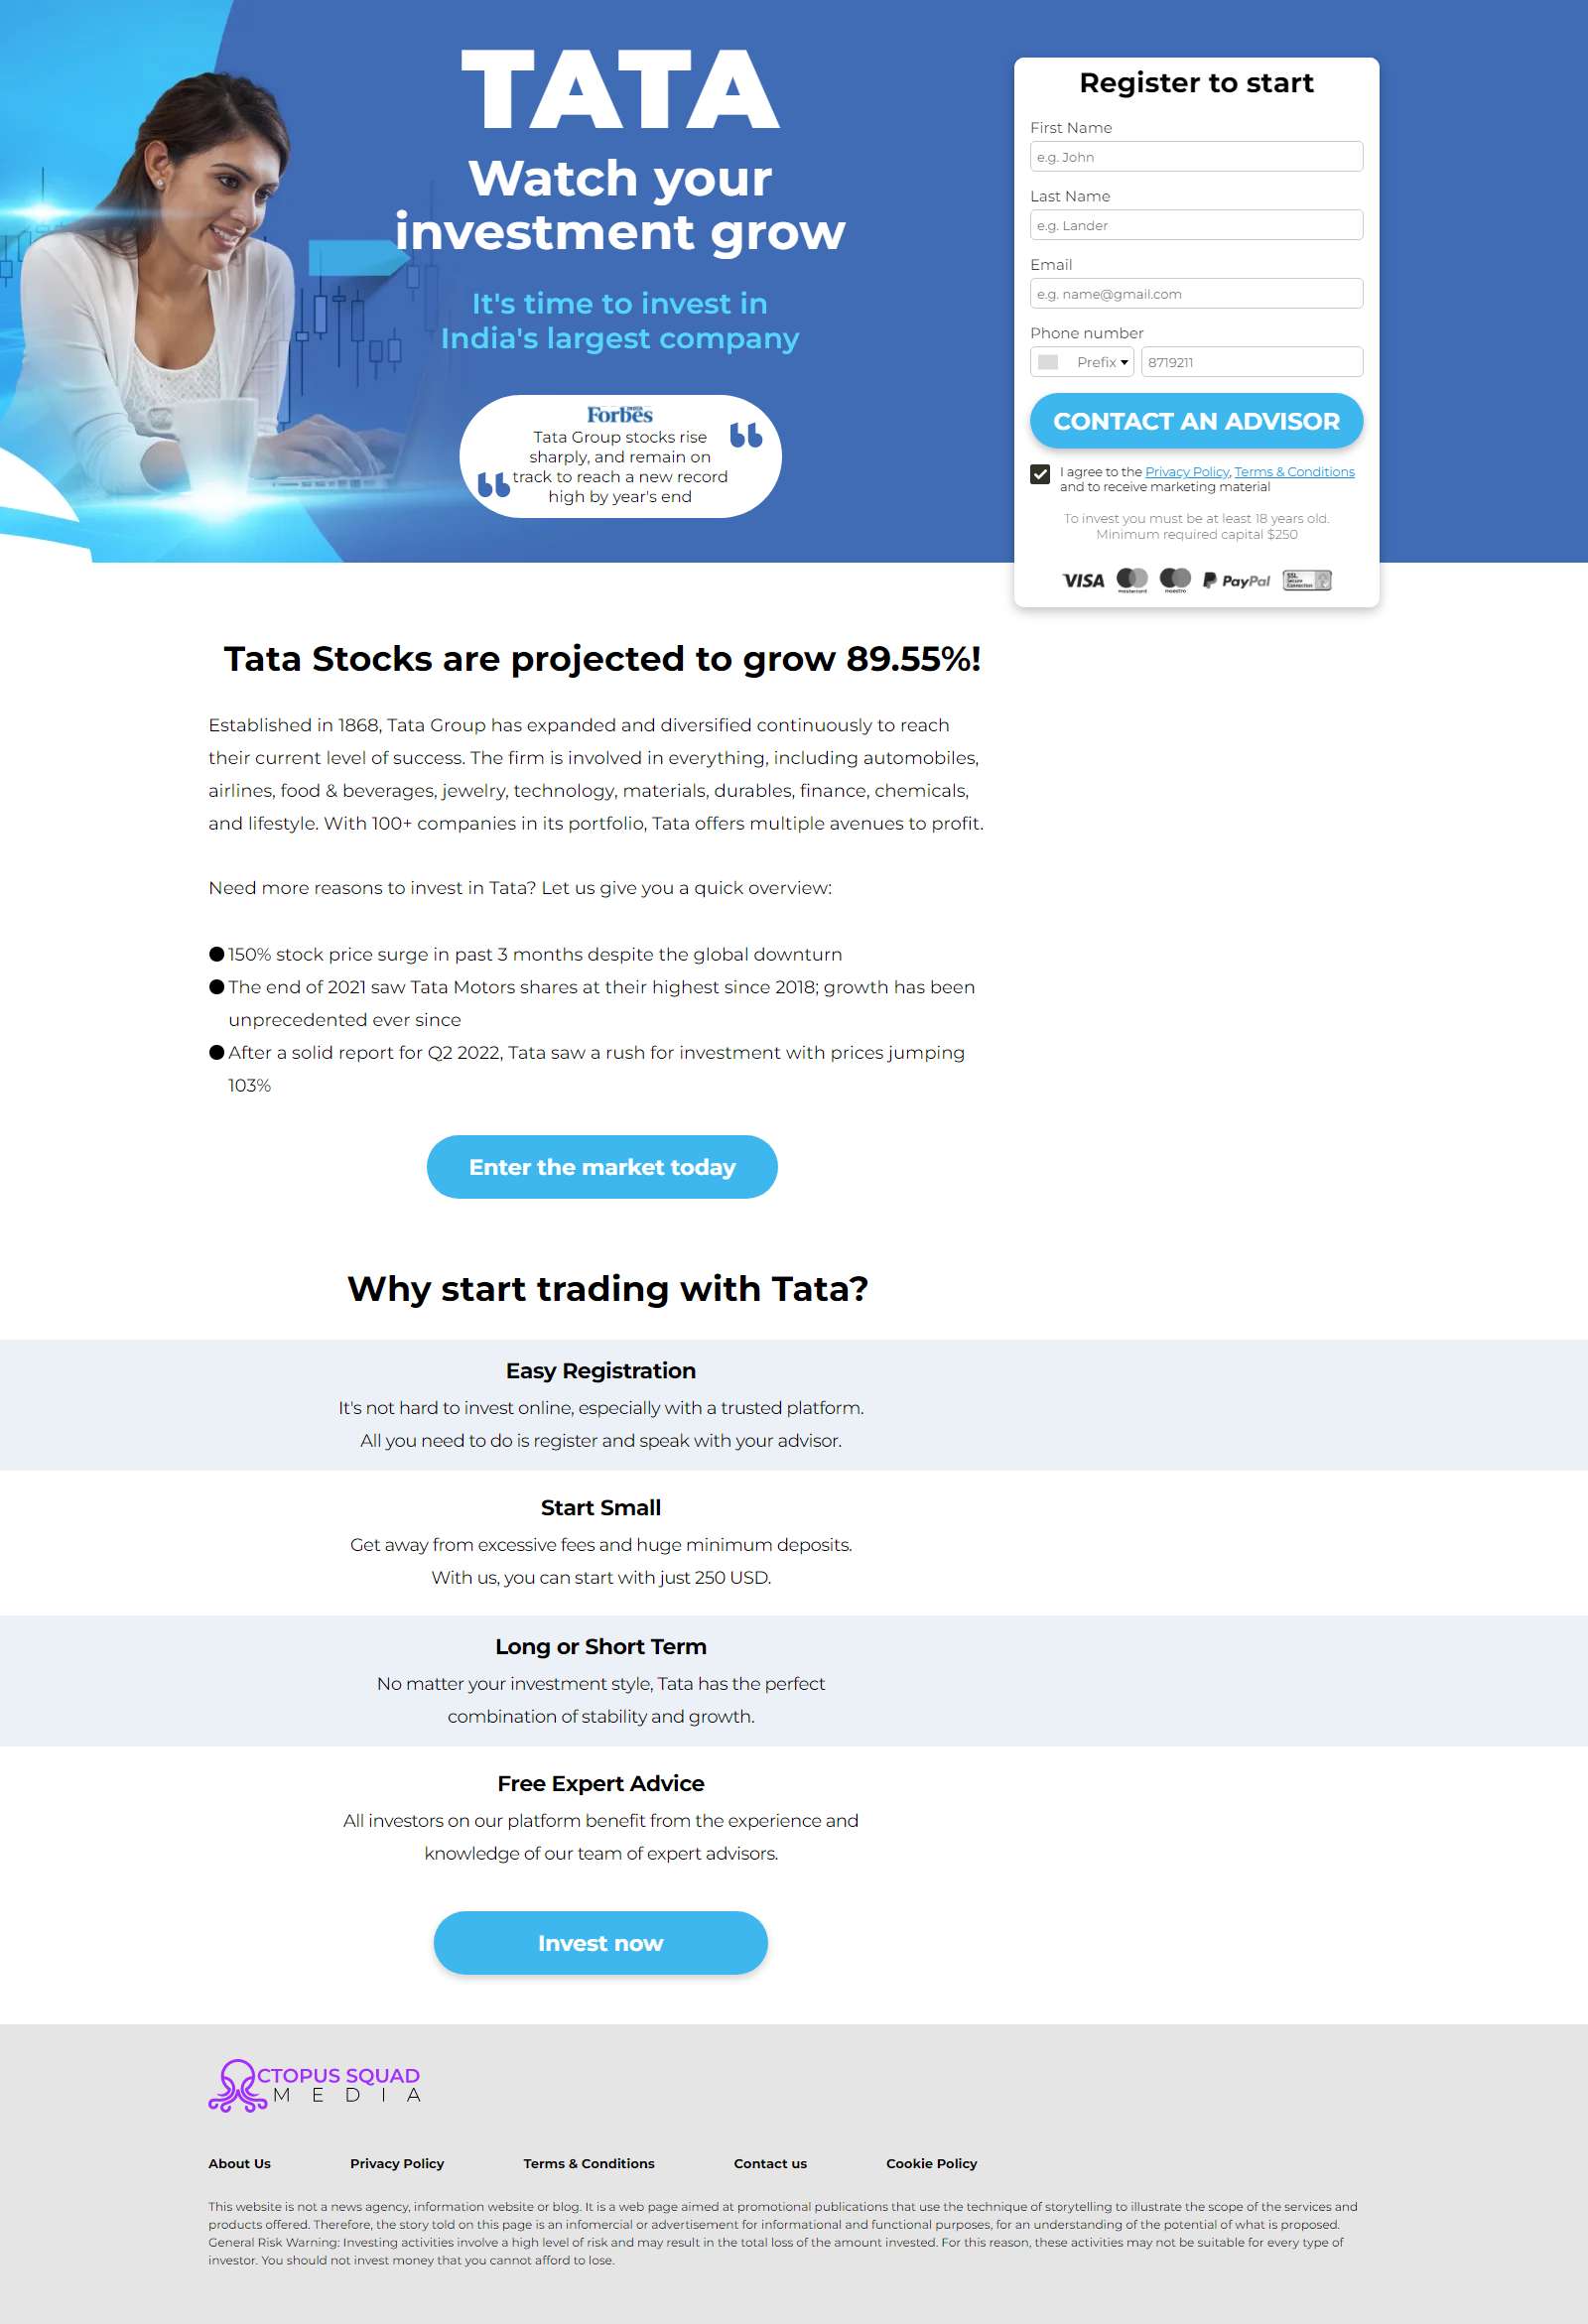 TATA
Watch your
investment grow
It's time to invest in
India's largest company
Forbes
Tata Group stocks rise
sharply, and remain on
track to reach a new record
high by year's end
Register to start
First Name
e.g. John
Last Name
e.g. Lander
Email
e.g. name@gmail.com
Phone number
Prefix 8719211
CONTACT AN ADVISOR
I agree to the Privacy Policy, Terms & Conditions
and to receive marketing material
To invest you must be at least 18 years old.
Minimum required capital $250
VISA mastercard maestro PayPal SSL Secure Connection
Tata Stocks are projected to grow 89.55%!
Established in 1868, Tata Group has expanded and diversified continuously to reach
their current level of success. The firm is involved in everything, including automobiles,
airlines, food & beverages, jewelry, technology, materials, durables, finance, chemicals,
and lifestyle. With 100+ companies in its portfolio, Tata offers multiple avenues to profit.
Need more reasons to invest in Tata? Let us give you a quick overview:
● 150% stock price surge in past 3 months despite the global downturn
● The end of 2021 saw Tata Motors shares at their highest since 2018; growth has been
unprecedented ever since
● After a solid report for Q2 2022, Tata saw a rush for investment with prices jumping
103%
Enter the market today
Why start trading with Tata?
Easy Registration
It's not hard to invest online, especially with a trusted platform.
All you need to do is register and speak with your advisor.
Start Small
Get away from excessive fees and huge minimum deposits.
With us, you can start with just 250 USD.
Long or Short Term
No matter your investment style, Tata has the perfect
combination of stability and growth.
Free Expert Advice
All investors on our platform benefit from the experience and
knowledge of our team of expert advisors.
Invest now
OCTOPUS SQUAD
MEDIA
About Us Privacy Policy Terms & Conditions Contact us Cookie Policy
This website is not a news agency, information website or blog. It is a web page aimed at promotional publications that use the technique of storytelling to illustrate the scope of the services and
products offered. Therefore, the story told on this page is an infomercial or advertisement for informational and functional purposes, for an understanding of the potential of what is proposed.
General Risk Warning: Investing activities involve a high level of risk and may result in the total loss of the amount invested. For this reason, these activities may not be suitable for every type of
investor. You should not invest money that you cannot afford to lose.